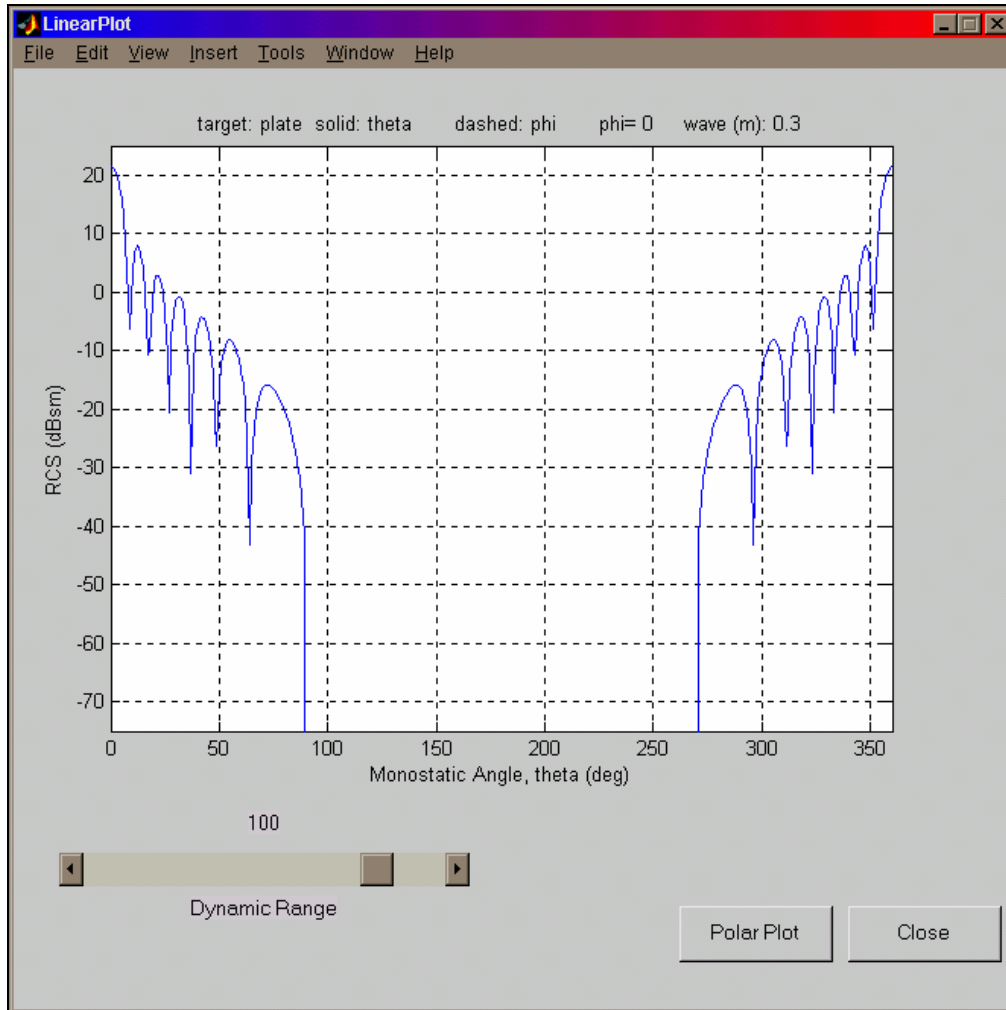 LinearPlot
File Edit View Insert Tools Window Help
target: plate solid: theta dashed: phi phi= 0 wave (m): 0.3
20
10
0
-10
-20
-30
-40
-50
-60
-70
RCS (dBsm)
0 50 100 150 200 250 300 350
Monostatic Angle, theta (deg)
100
Dynamic Range
Polar Plot Close